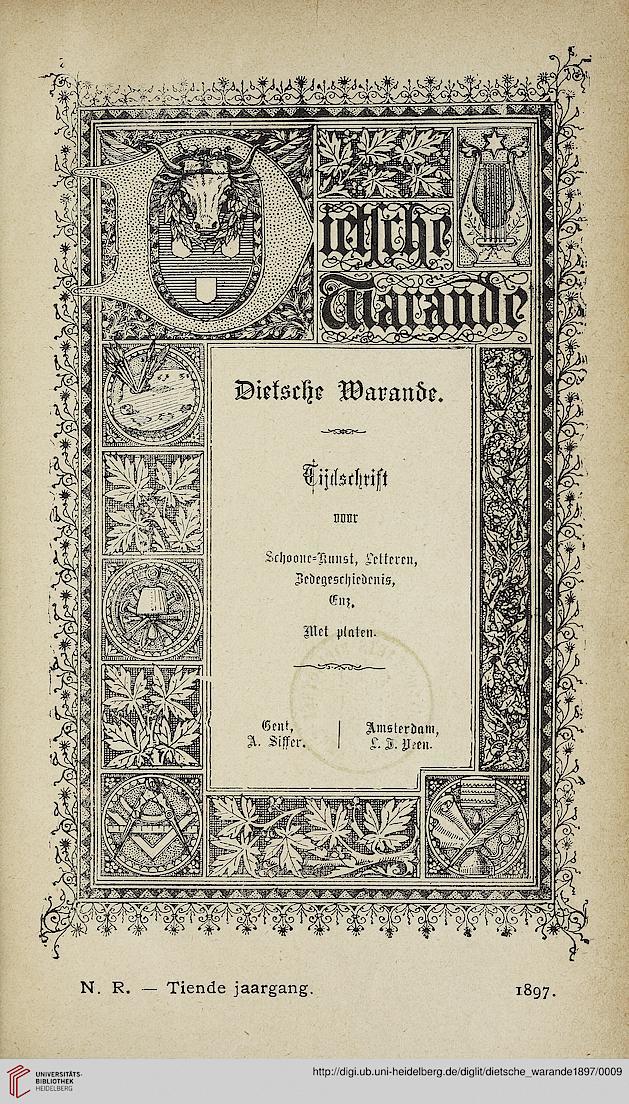 Dietsche
Warande
Dietsche Warande.
Tijdschrift
voor
Schoone-Kunst, Letteren,
Zedegeschiedenis,
Enz.
Met platen.
Gent,
A. Siffer.
Amsterdam,
L. J. Veen.
N. R. — Tiende jaargang.
1897.
UNIVERSITÄTS-
BIBLIOTHEK
HEIDELBERG
http://digi.ub.uni-heidelberg.de/diglit/dietsche_warande1897/0009